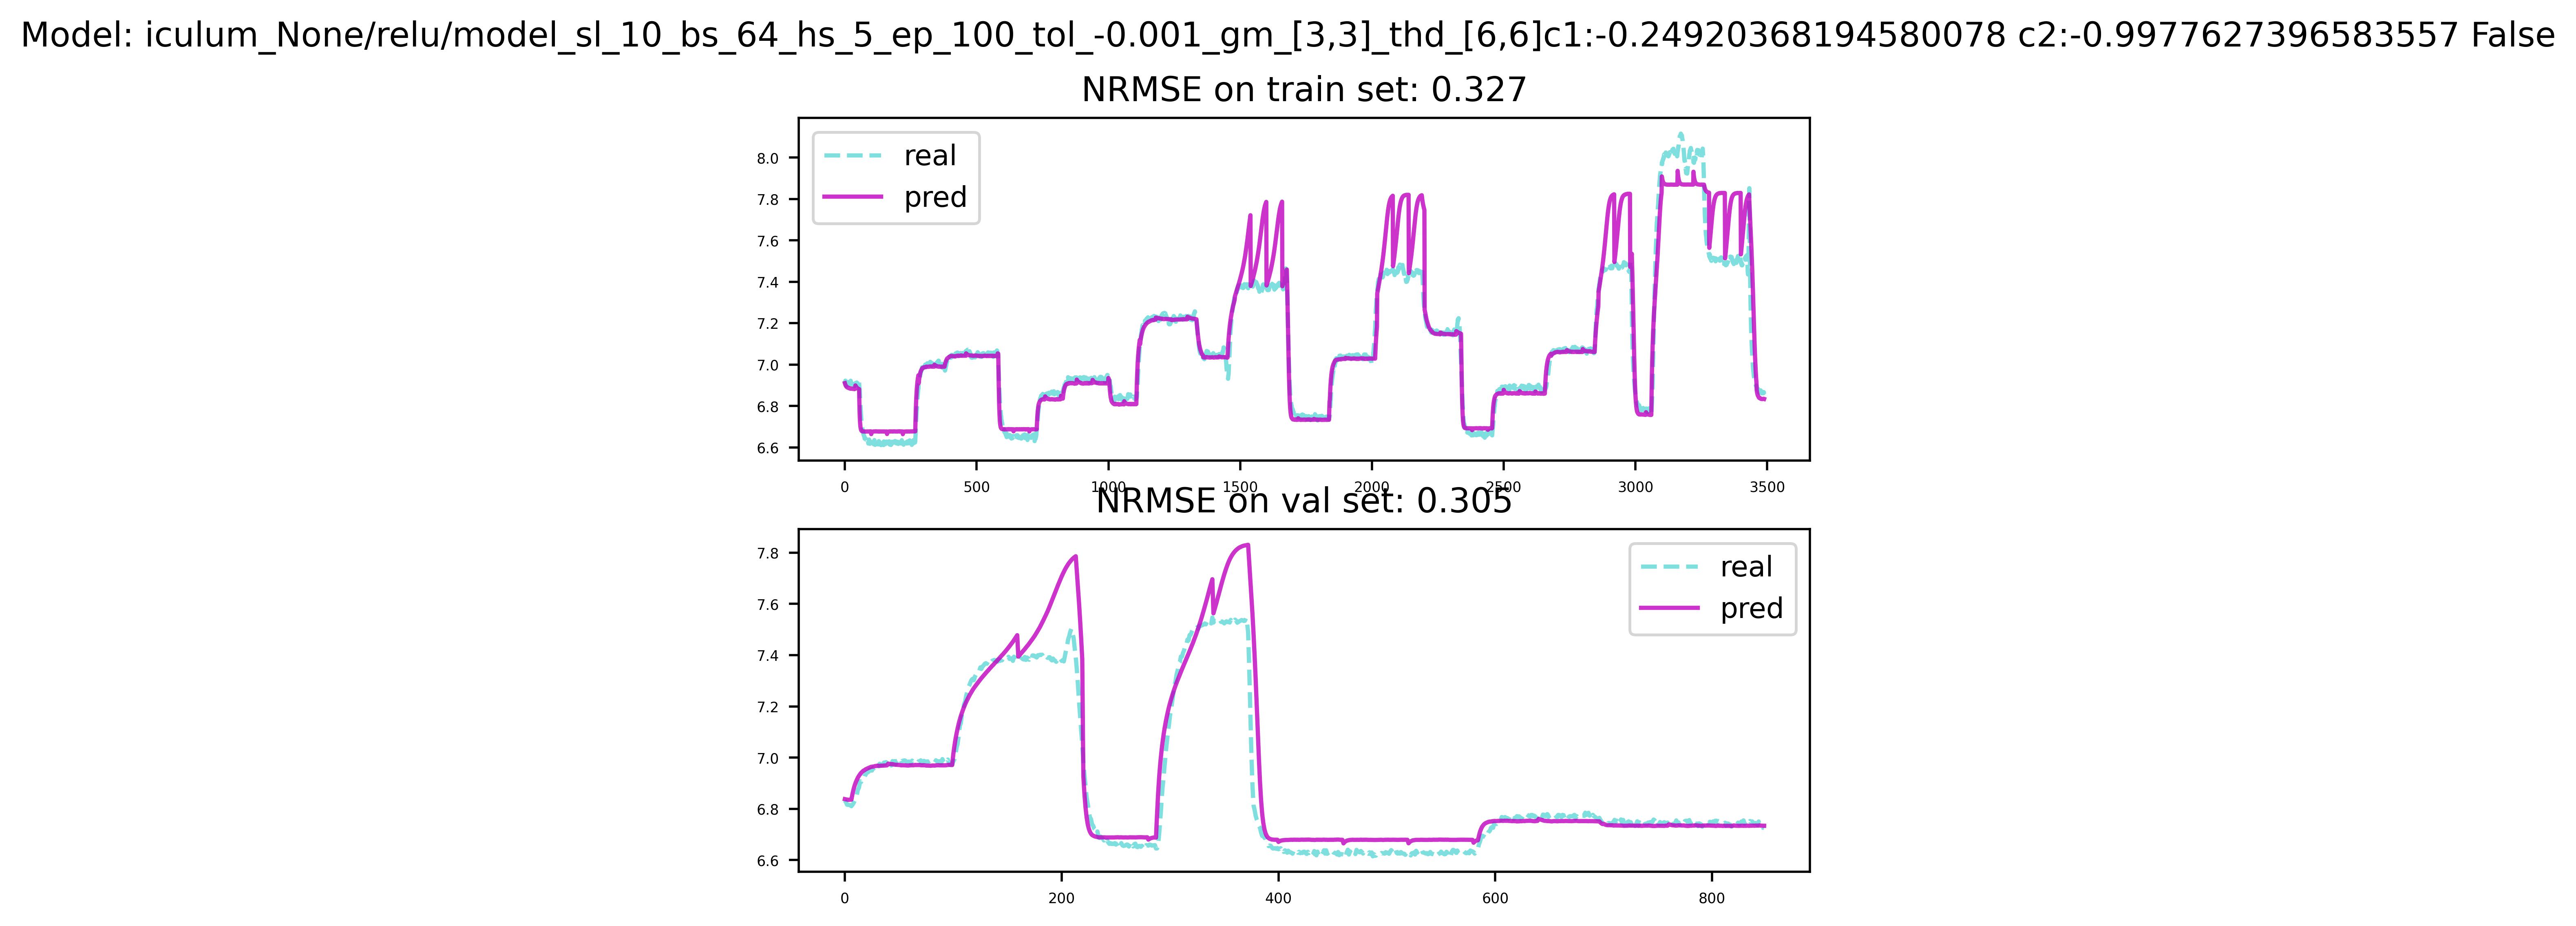 Model: iculum_None/relu/model_sl_10_bs_64_hs_5_ep_100_tol_-0.001_gm_[3,3]_thd_[6,6]c1:-0.24920368194580078 c2:-0.9977627396583557 False
NRMSE on train set: 0.327
real
pred
8.0
7.8
7.6
7.4
7.2
7.0
6.8
6.6
0 500 1000 1500 2000 2500 3000 3500
NRMSE on val set: 0.305
real
pred
7.8
7.6
7.4
7.2
7.0
6.8
6.6
0 200 400 600 800